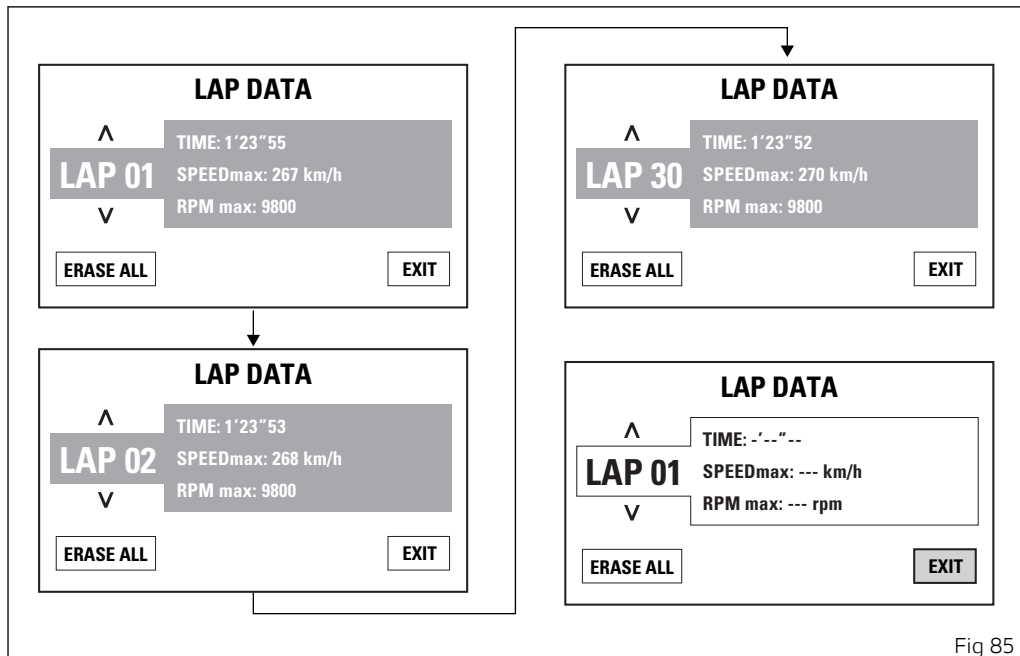 LAP DATA
∧
LAP 01
∨
TIME: 1'23"55
SPEEDmax: 267 km/h
RPM max: 9800
ERASE ALL
EXIT
LAP DATA
∧
LAP 02
∨
TIME: 1'23"53
SPEEDmax: 268 km/h
RPM max: 9800
ERASE ALL
EXIT
LAP DATA
∧
LAP 30
∨
TIME: 1'23"52
SPEEDmax: 270 km/h
RPM max: 9800
ERASE ALL
EXIT
LAP DATA
∧
LAP 01
∨
TIME: -'--"--
SPEEDmax: --- km/h
RPM max: --- rpm
ERASE ALL
EXIT
Fig 85